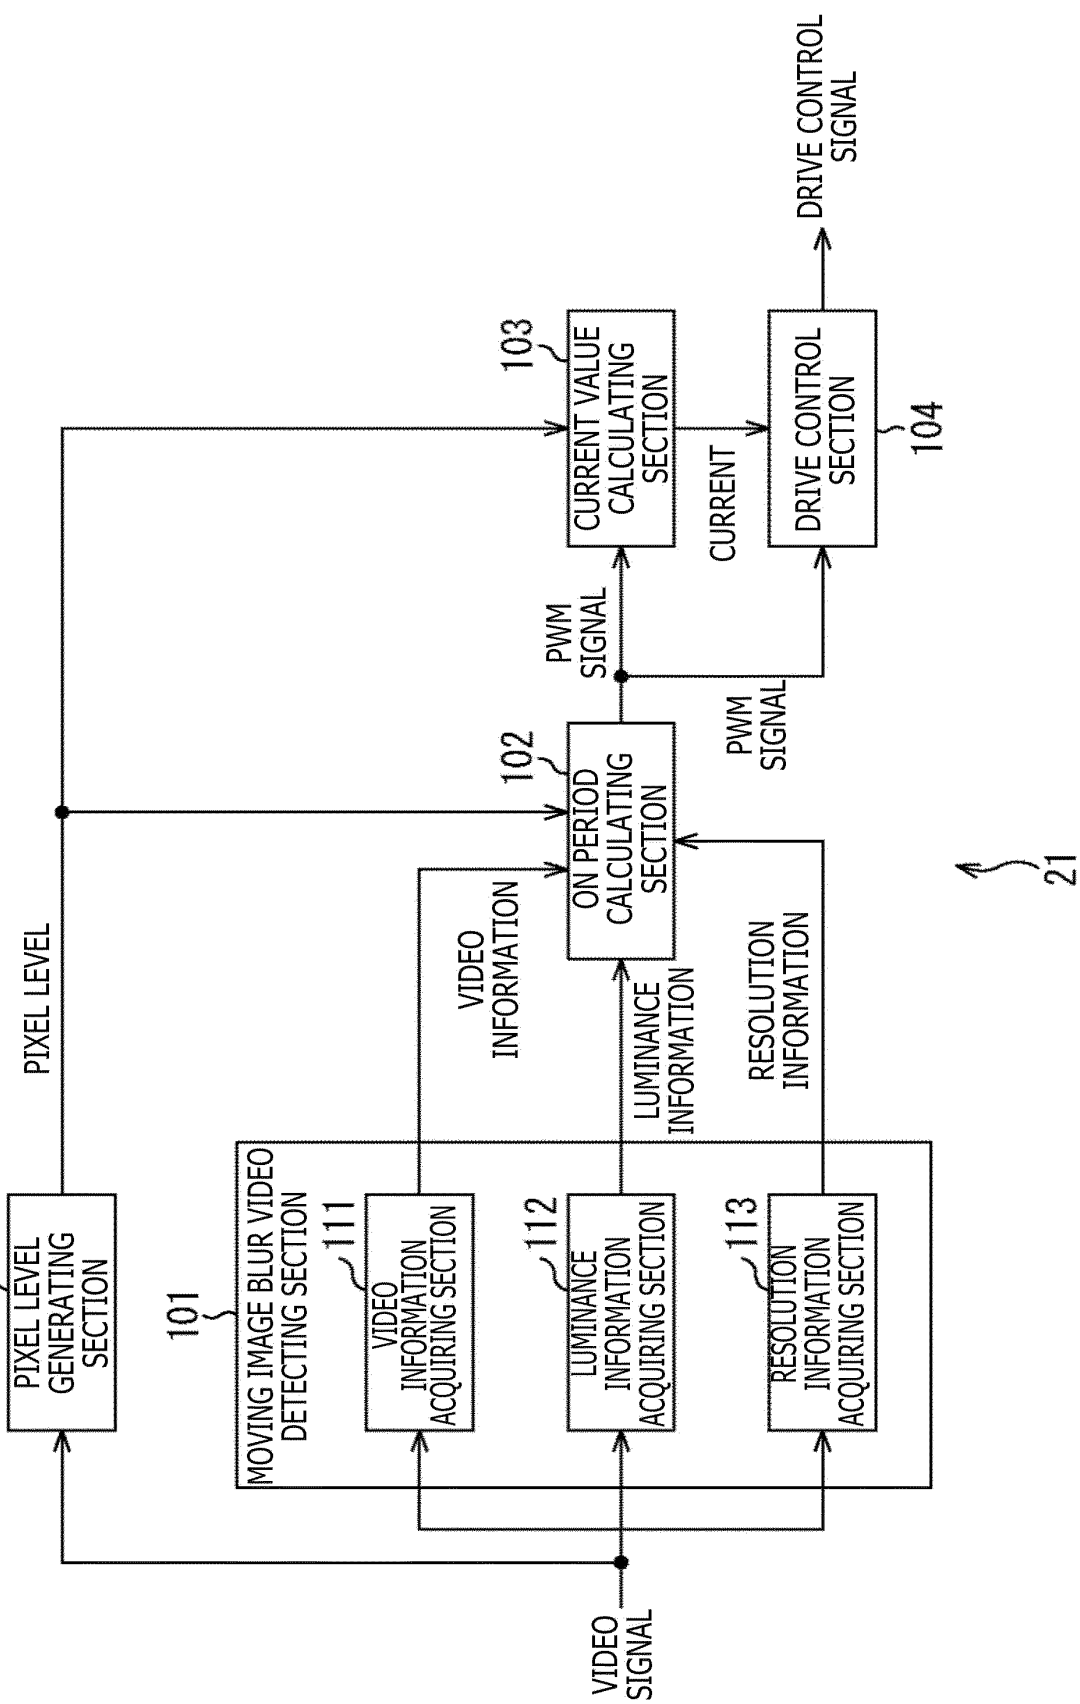 PIXEL LEVEL
GENERATING
SECTION
PIXEL LEVEL
101
MOVING IMAGE BLUR VIDEO
DETECTING SECTION
111
VIDEO
INFORMATION
ACQUIRING SECTION
VIDEO
INFORMATION
VIDEO
SIGNAL
112
LUMINANCE
INFORMATION
ACQUIRING SECTION
LUMINANCE
INFORMATION
113
RESOLUTION
INFORMATION
ACQUIRING SECTION
RESOLUTION
INFORMATION
102
ON PERIOD
CALCULATING
SECTION
PWM
SIGNAL
PWM
SIGNAL
103
CURRENT VALUE
CALCULATING
SECTION
CURRENT
DRIVE CONTROL
SECTION
104
DRIVE CONTROL
SIGNAL
21